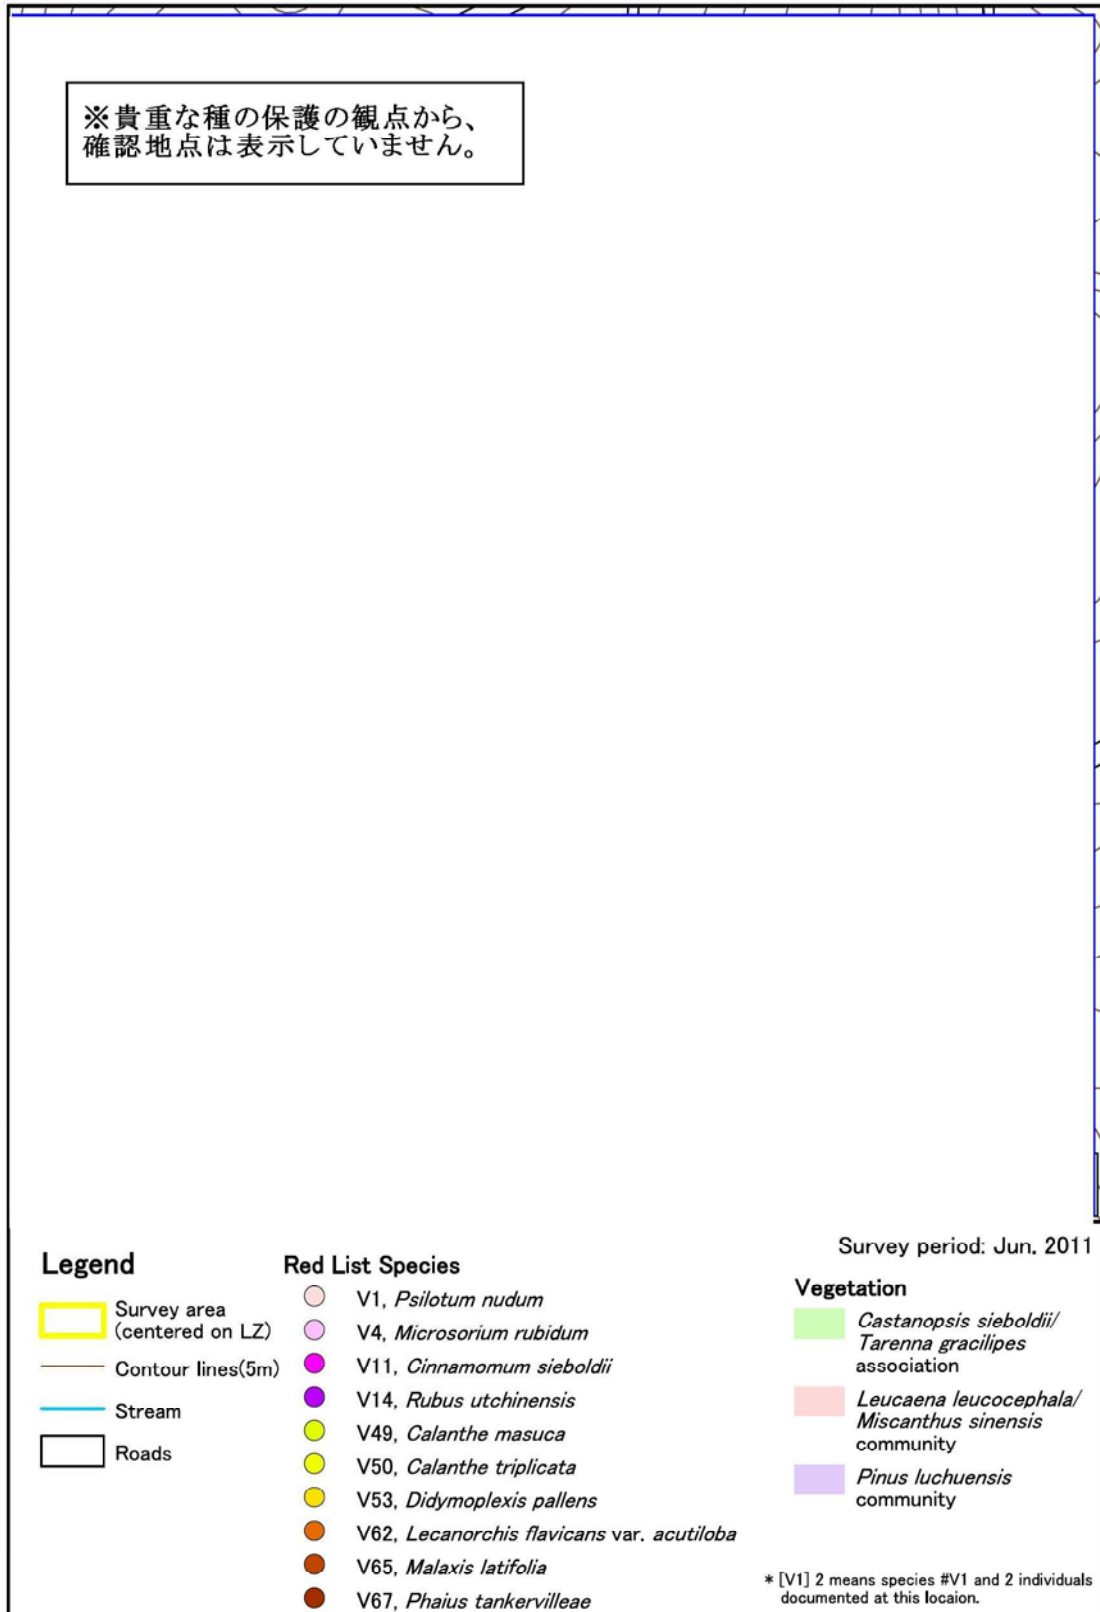 ※貴重な種の保護の観点から、
確認地点は表示していません。
Survey period: Jun. 2011
Legend
Survey area
(centered on LZ)
Contour lines(5m)
Stream
Roads
Red List Species
V1, Psilotum nudum
V4, Microsorium rubidum
V11, Cinnamomum sieboldii
V14, Rubus utchinensis
V49, Calanthe masuca
V50, Calanthe triplicata
V53, Didymoplexis pallens
V62, Lecanorchis flavicans var. acutiloba
V65, Malaxis latifolia
V67, Phaius tankervilleae
Vegetation
Castanopsis sieboldii/
Tarenna gracilipes
association
Leucaena leucocephala/
Miscanthus sinensis
community
Pinus luchuensis
community
* [V1] 2 means species #V1 and 2 individuals
documented at this locaion.